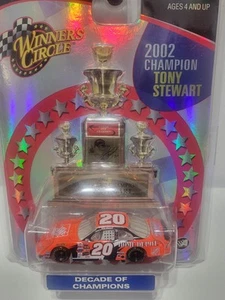 AGES 4 AND UP
WINNER'S
CIRCLE
2002
CHAMPION
TONY
STEWART
20
20
DECADE OF
CHAMPIONS